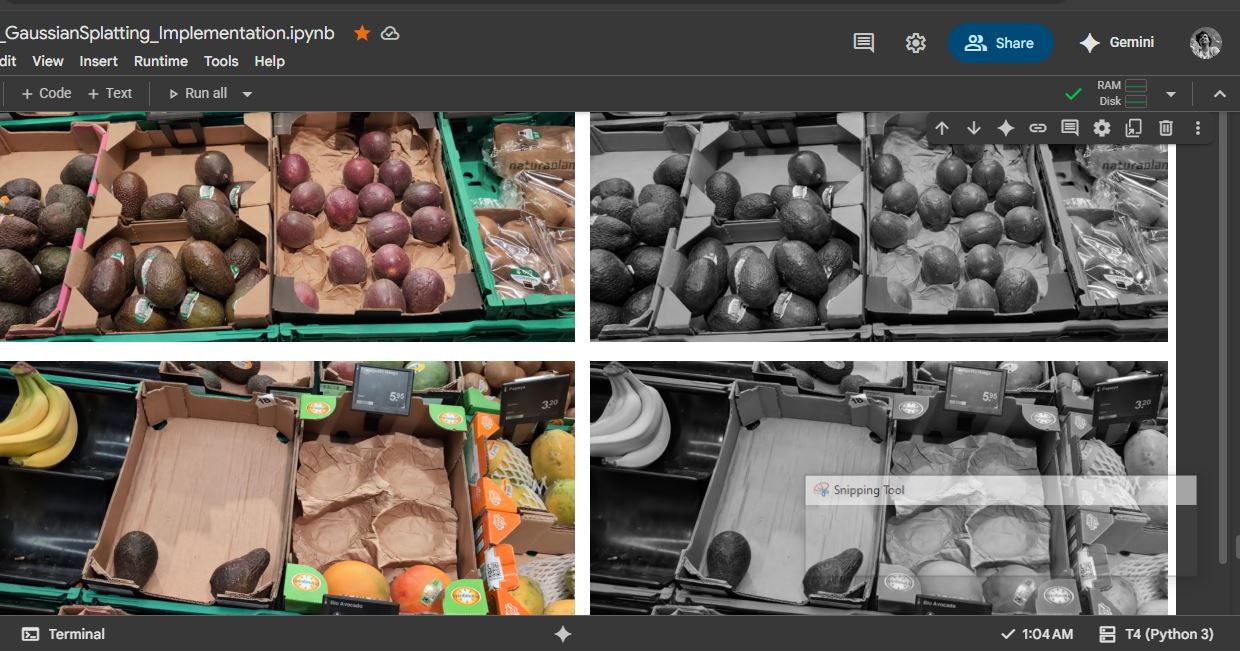 _GaussianSplatting_Implementation.ipynb
Share
Gemini
dit View Insert Runtime Tools Help
+ Code + Text Run all
RAM
Disk
naturaplan
naturaplan
5.95
3.20
5.95
3.20
Snipping Tool
Bio Avocado
Bio Avocado
Terminal
1:04 AM T4 (Python 3)